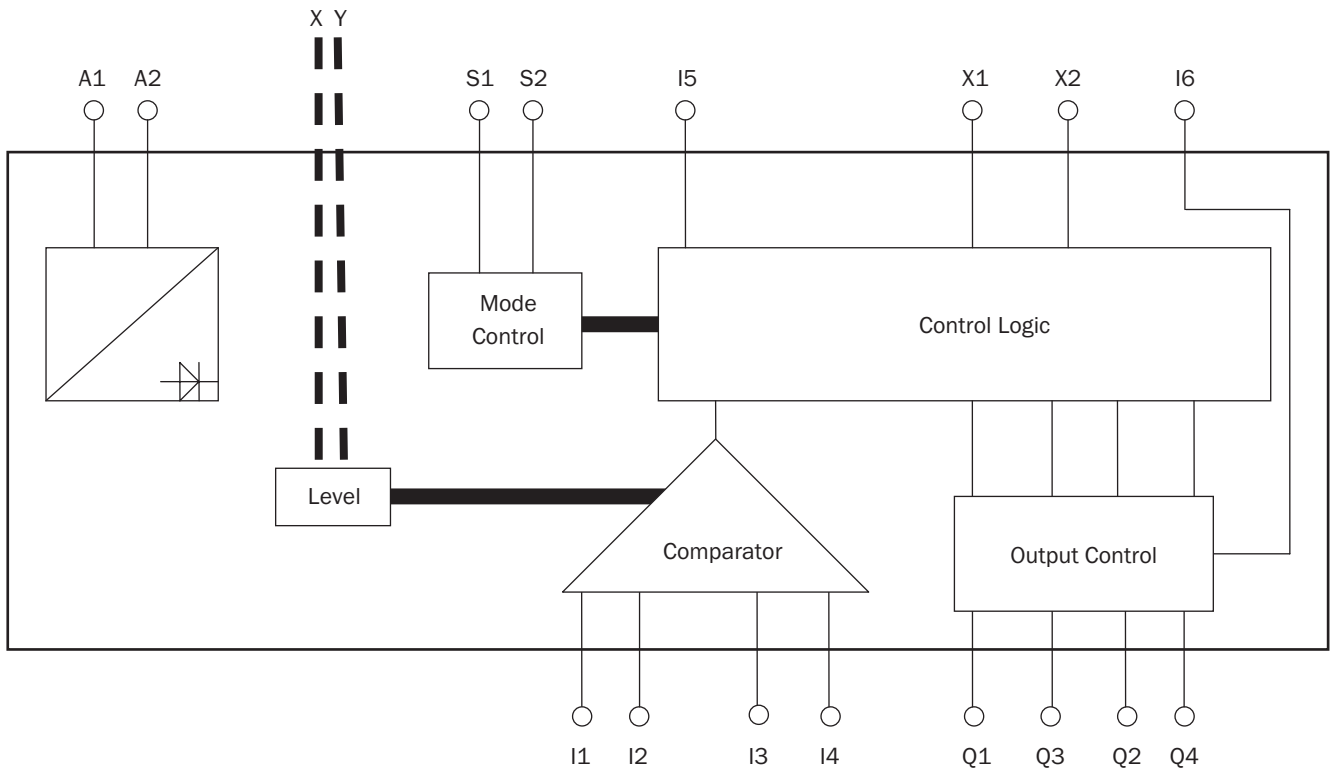 X Y
A1 A2 S1 S2 I5 X1 X2 I6
Mode
Control
Control Logic
Level
Comparator
Output Control
I1 I2 I3 I4 Q1 Q3 Q2 Q4